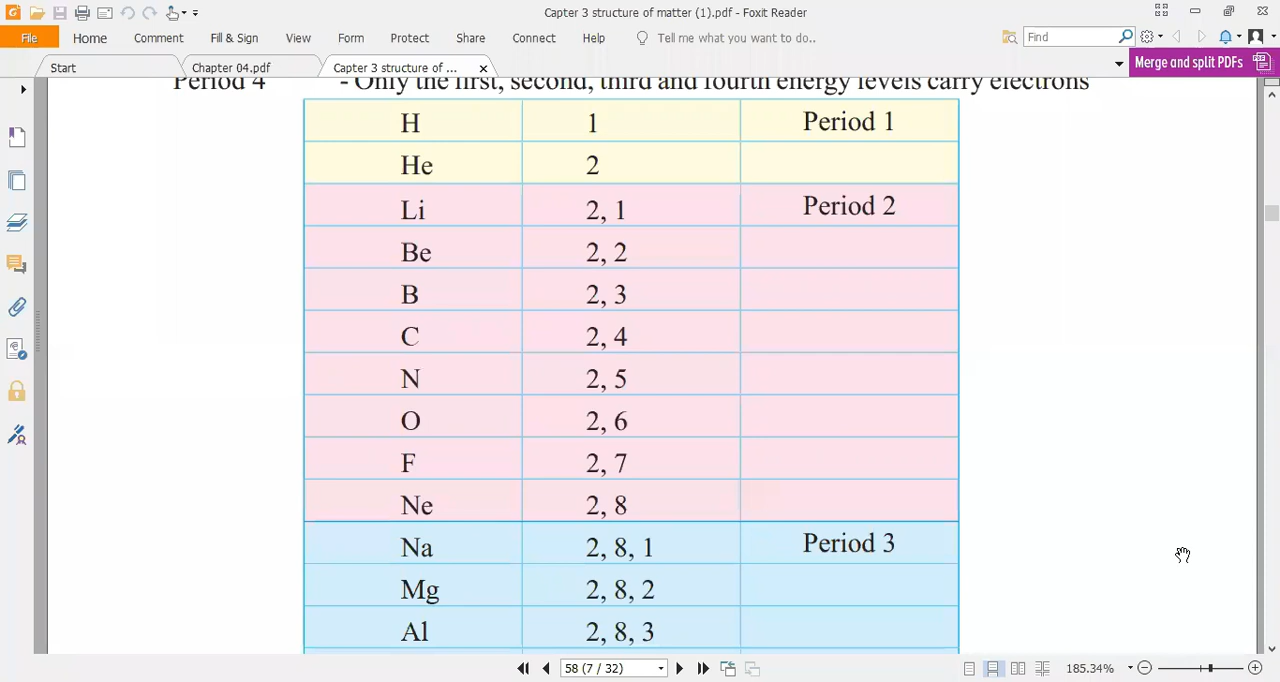 Capter 3 structure of matter (1).pdf - Foxit Reader
File Home Comment Fill & Sign View Form Protect Share Connect Help Tell me what you want to do.. Find
Start Chapter 04.pdf Capter 3 structure of ... Merge and split PDFs
Period 4 - Only the first, second, third and fourth energy levels carry electrons
H 1 Period 1
He 2
Li 2, 1 Period 2
Be 2, 2
B 2, 3
C 2, 4
N 2, 5
O 2, 6
F 2, 7
Ne 2, 8
Na 2, 8, 1 Period 3
Mg 2, 8, 2
Al 2, 8, 3
58 (7 / 32) 185.34%